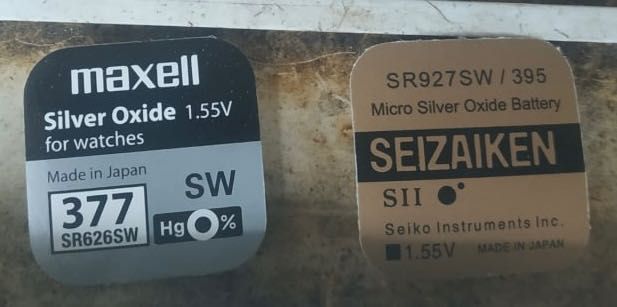 maxell
Silver Oxide 1.55V
for watches
Made in Japan
SW
377
SR626SW
Hg 0%
SR927SW / 395
Micro Silver Oxide Battery
SEIZAIKEN
SII
Seiko Instruments Inc.
1.55V MADE IN JAPAN